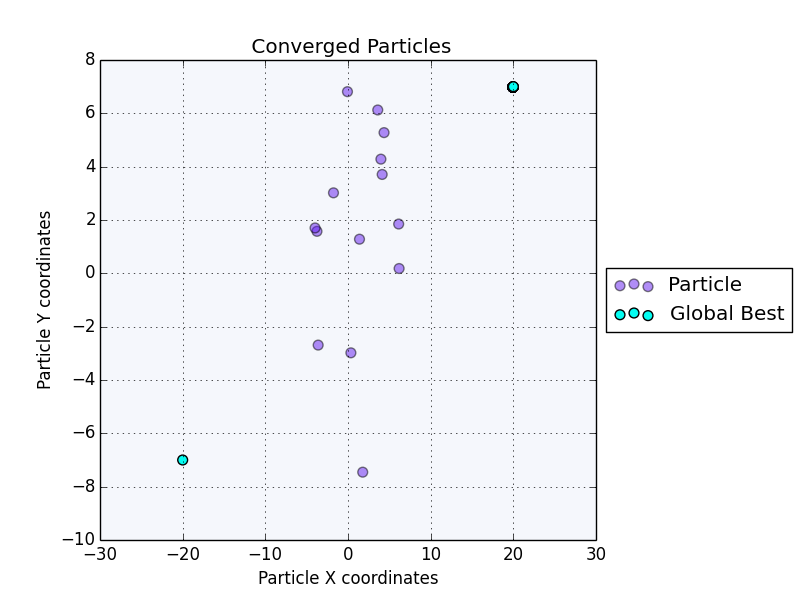 Converged Particles
8
6
4
2
0
−2
−4
−6
−8
−10
Particle Y coordinates
−30 −20 −10 0 10 20 30
Particle X coordinates
Particle
Global Best